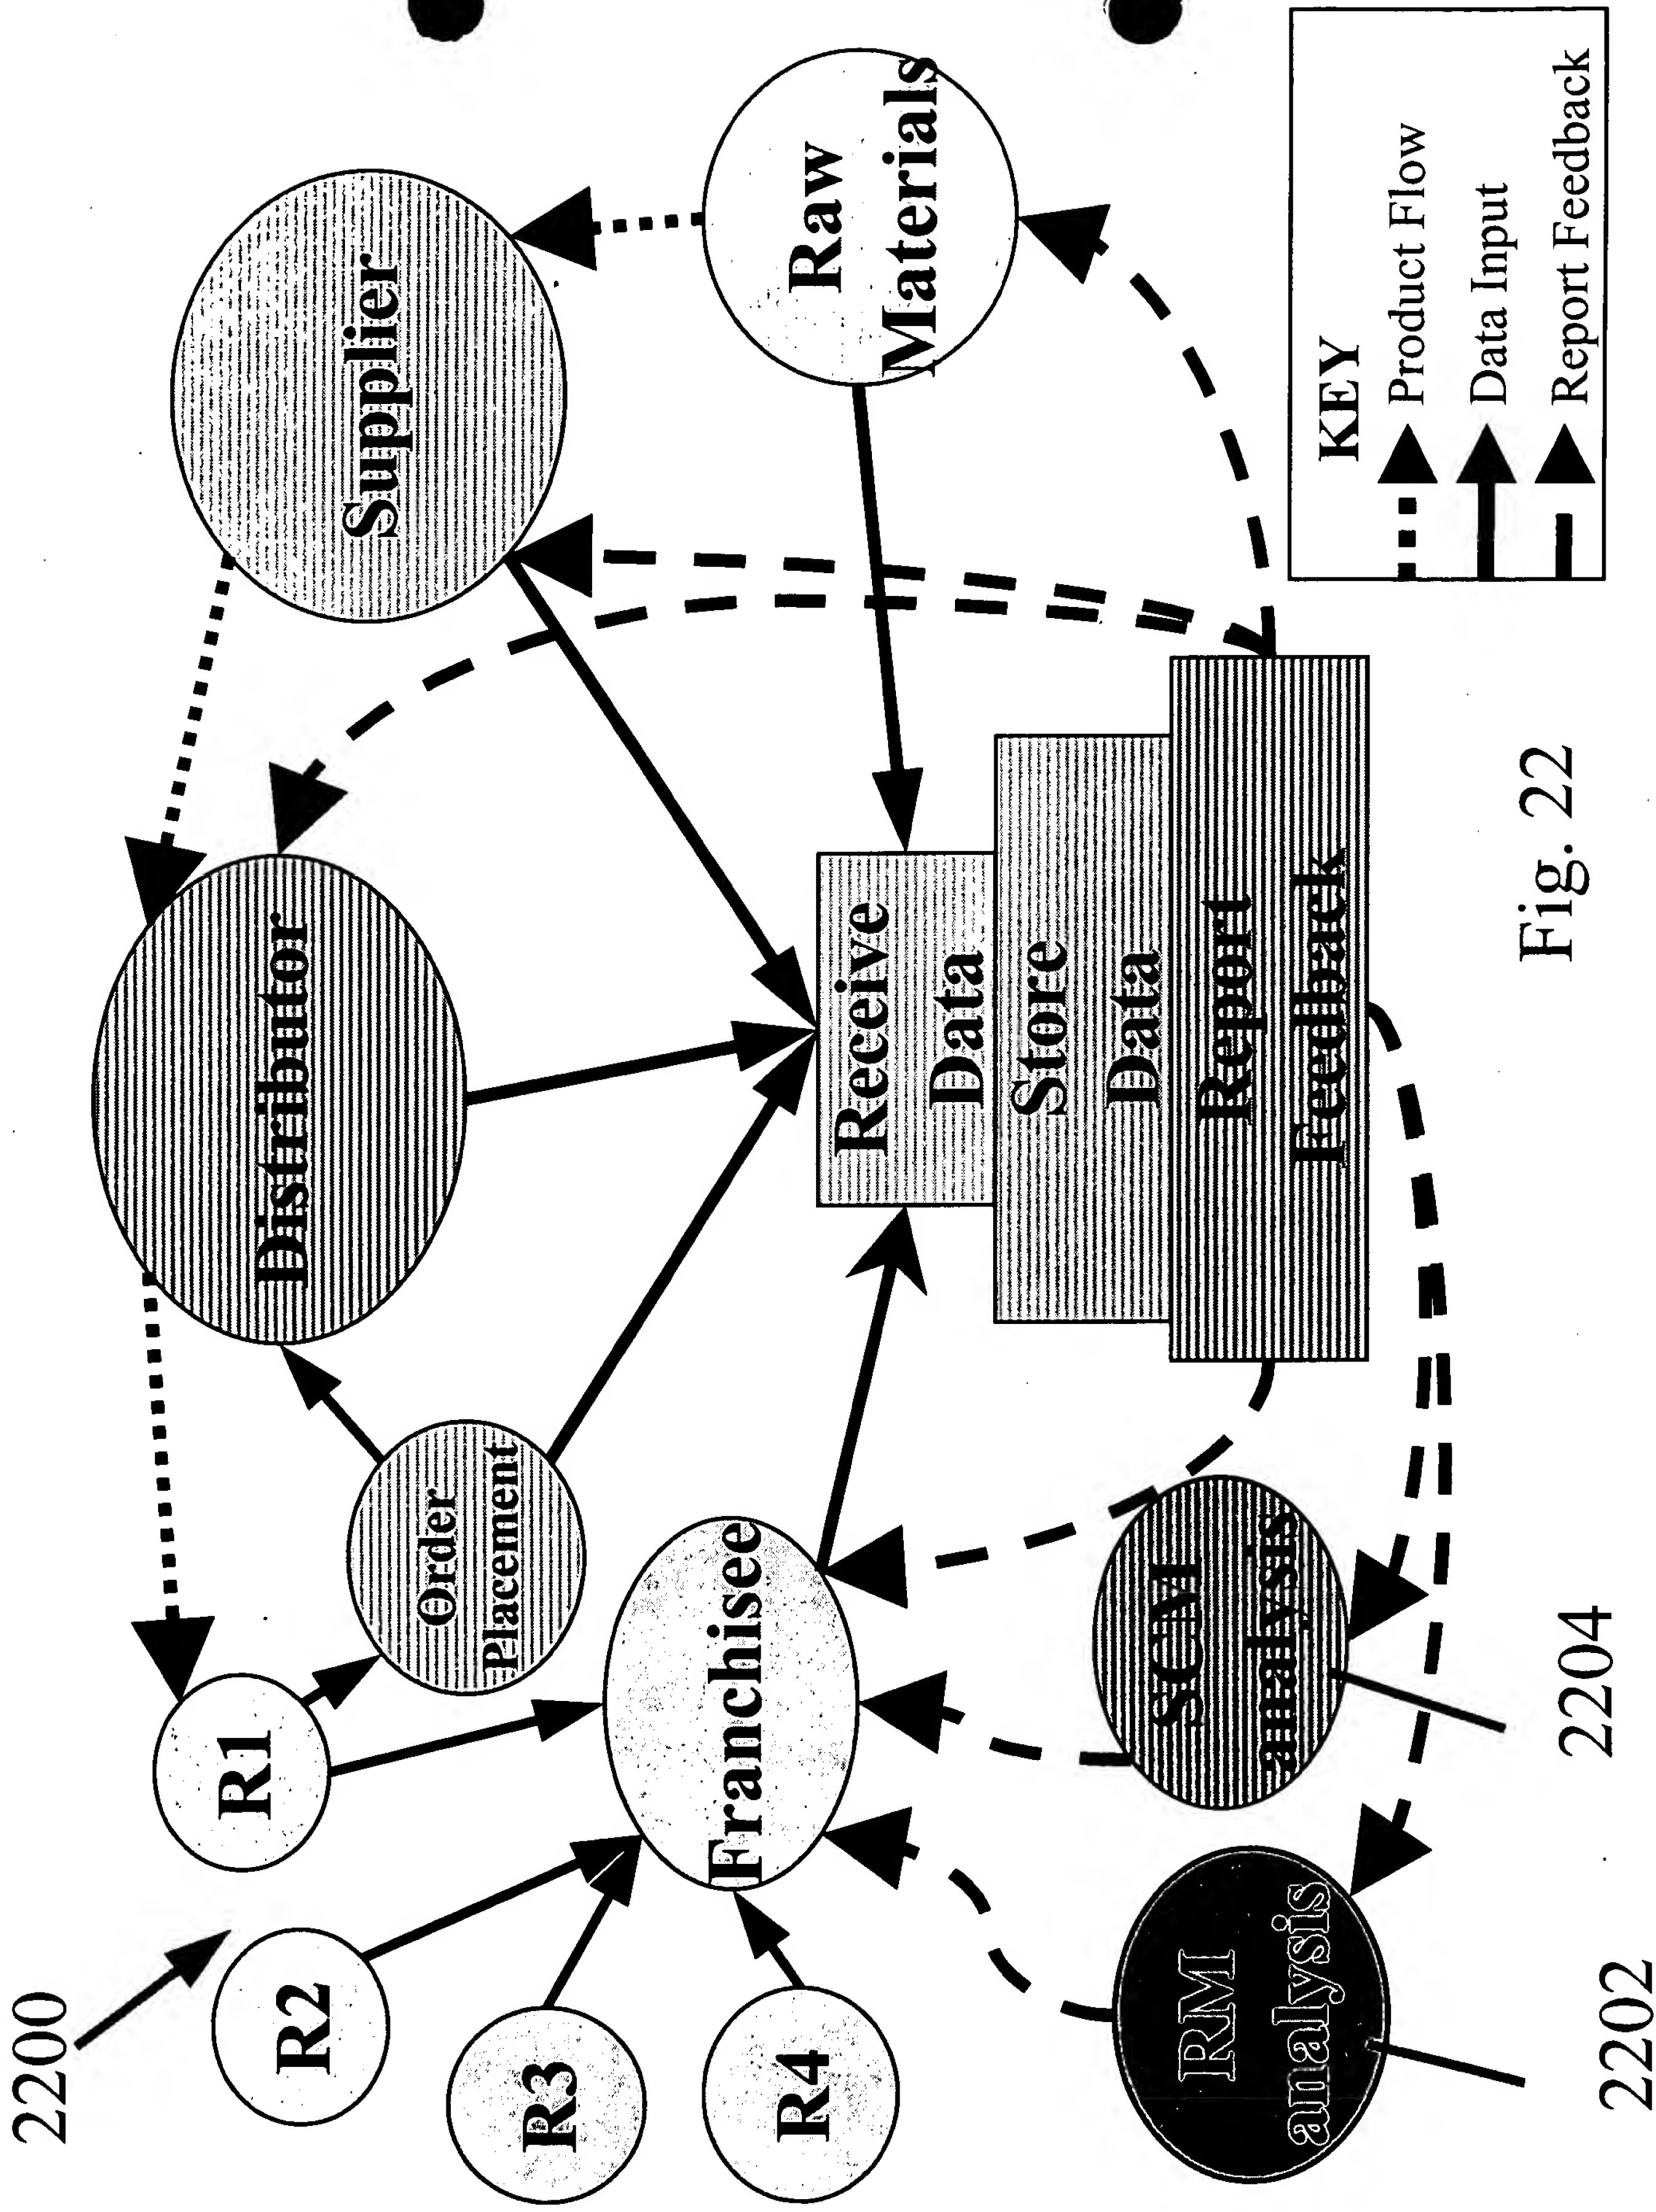 2200
R1
R2
R3
R4
Order
Placement
Distributor
Supplier
Franchisee
Raw
Materials
Receive
Data
Store
Data
Report
Feedback
SCM
analysis
IRM
analysis
2202
2204
KEY
Product Flow
Data Input
Report Feedback
Fig. 22